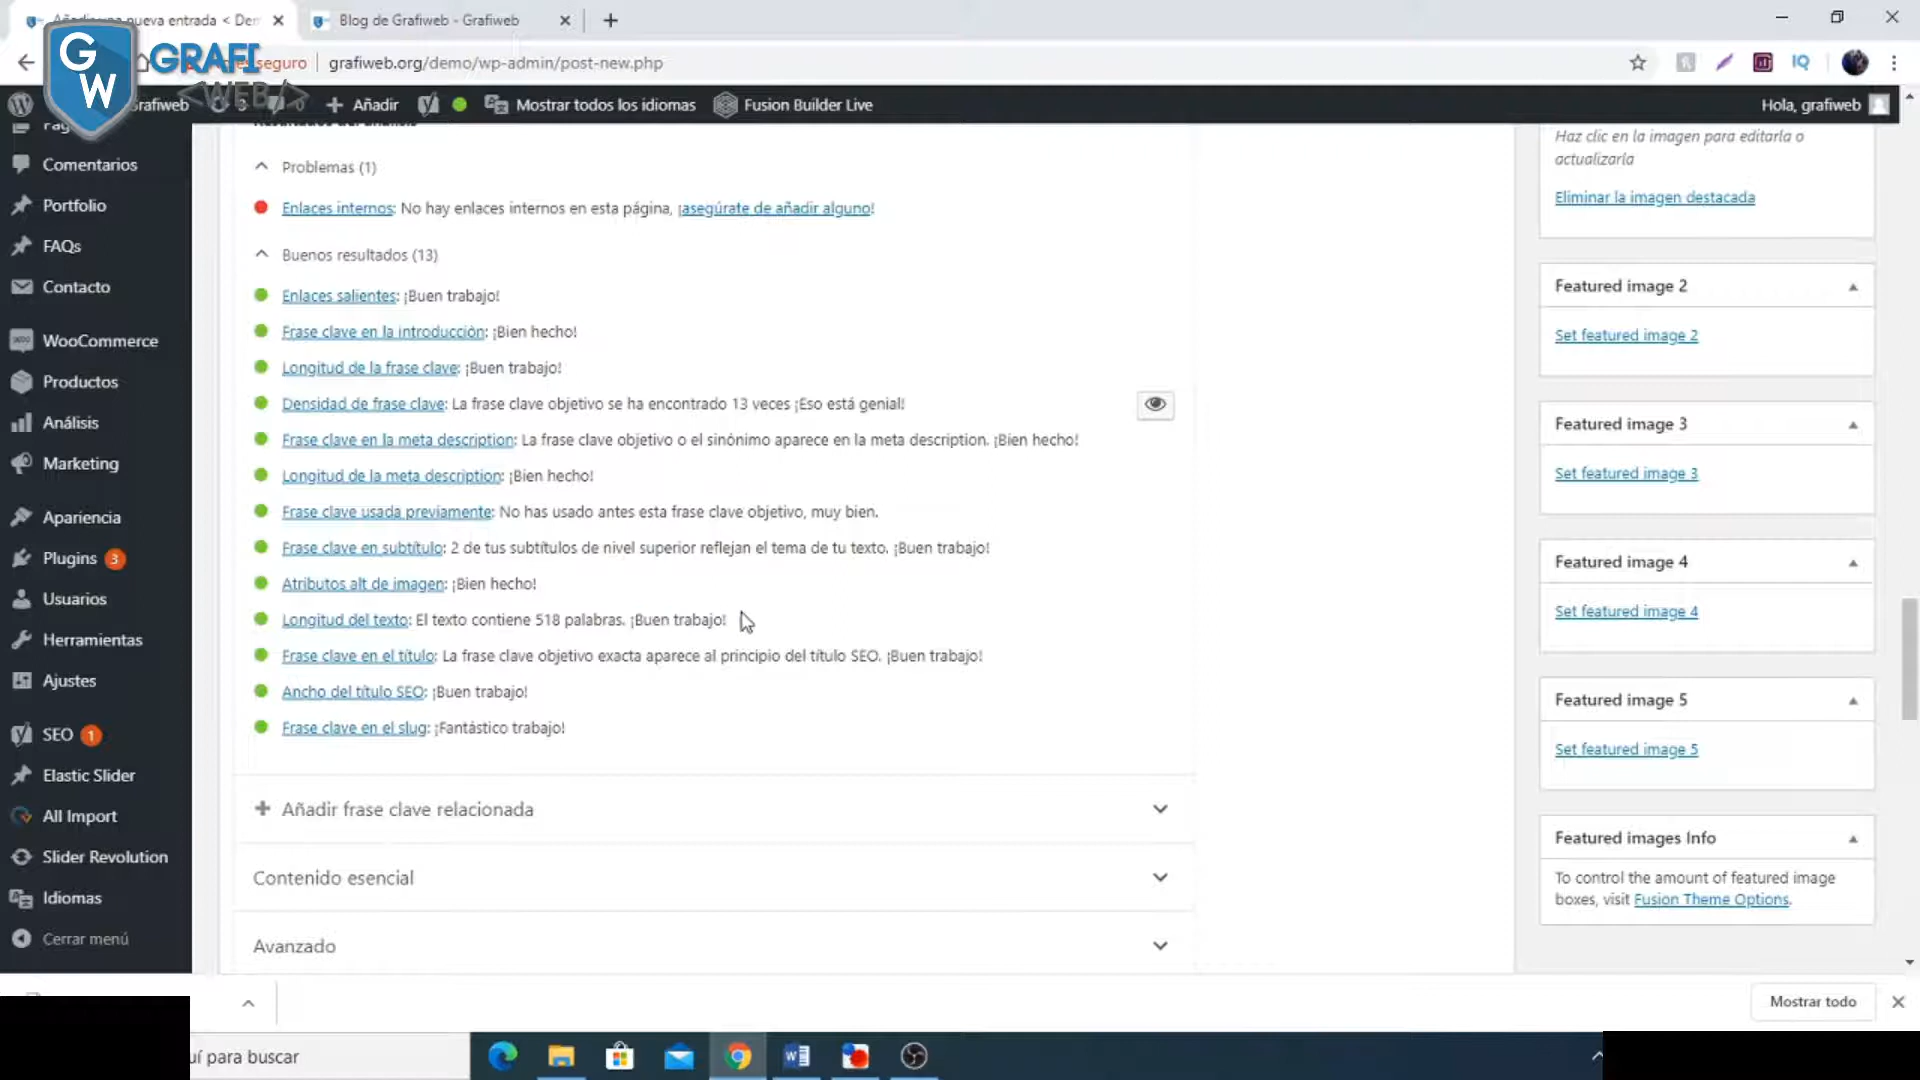 nueva entrada < Den
Blog de Grafiweb - Grafiweb
GW GRAFI
<WEB/>
seguro
grafiweb.org/demo/wp-admin/post-new.php
Grafiweb
3
0
Añadir
Mostrar todos los idiomas
Fusion Builder Live
Hola, grafiweb
Comentarios
Portfolio
FAQs
Contacto
WooCommerce
Productos
Análisis
Marketing
Apariencia
Plugins 3
Usuarios
Herramientas
Ajustes
SEO 1
Elastic Slider
All Import
Slider Revolution
Idiomas
Cerrar menú
Problemas (1)
Enlaces internos: No hay enlaces internos en esta página, ¡asegúrate de añadir alguno!
Buenos resultados (13)
Enlaces salientes: ¡Buen trabajo!
Frase clave en la introducción: ¡Bien hecho!
Longitud de la frase clave: ¡Buen trabajo!
Densidad de frase clave: La frase clave objetivo se ha encontrado 13 veces ¡Eso está genial!
Frase clave en la meta description: La frase clave objetivo o el sinónimo aparece en la meta description. ¡Bien hecho!
Longitud de la meta description: ¡Bien hecho!
Frase clave usada previamente: No has usado antes esta frase clave objetivo, muy bien.
Frase clave en subtítulo: 2 de tus subtítulos de nivel superior reflejan el tema de tu texto. ¡Buen trabajo!
Atributos alt de imagen: ¡Bien hecho!
Longitud del texto: El texto contiene 518 palabras. ¡Buen trabajo!
Frase clave en el título: La frase clave objetivo exacta aparece al principio del título SEO. ¡Buen trabajo!
Ancho del título SEO: ¡Buen trabajo!
Frase clave en el slug: ¡Fantástico trabajo!
Añadir frase clave relacionada
Contenido esencial
Avanzado
Haz clic en la imagen para editarla o
actualizarla
Eliminar la imagen destacada
Featured image 2
Set featured image 2
Featured image 3
Set featured image 3
Featured image 4
Set featured image 4
Featured image 5
Set featured image 5
Featured images Info
To control the amount of featured image
boxes, visit Fusion Theme Options.
Mostrar todo
uí para buscar